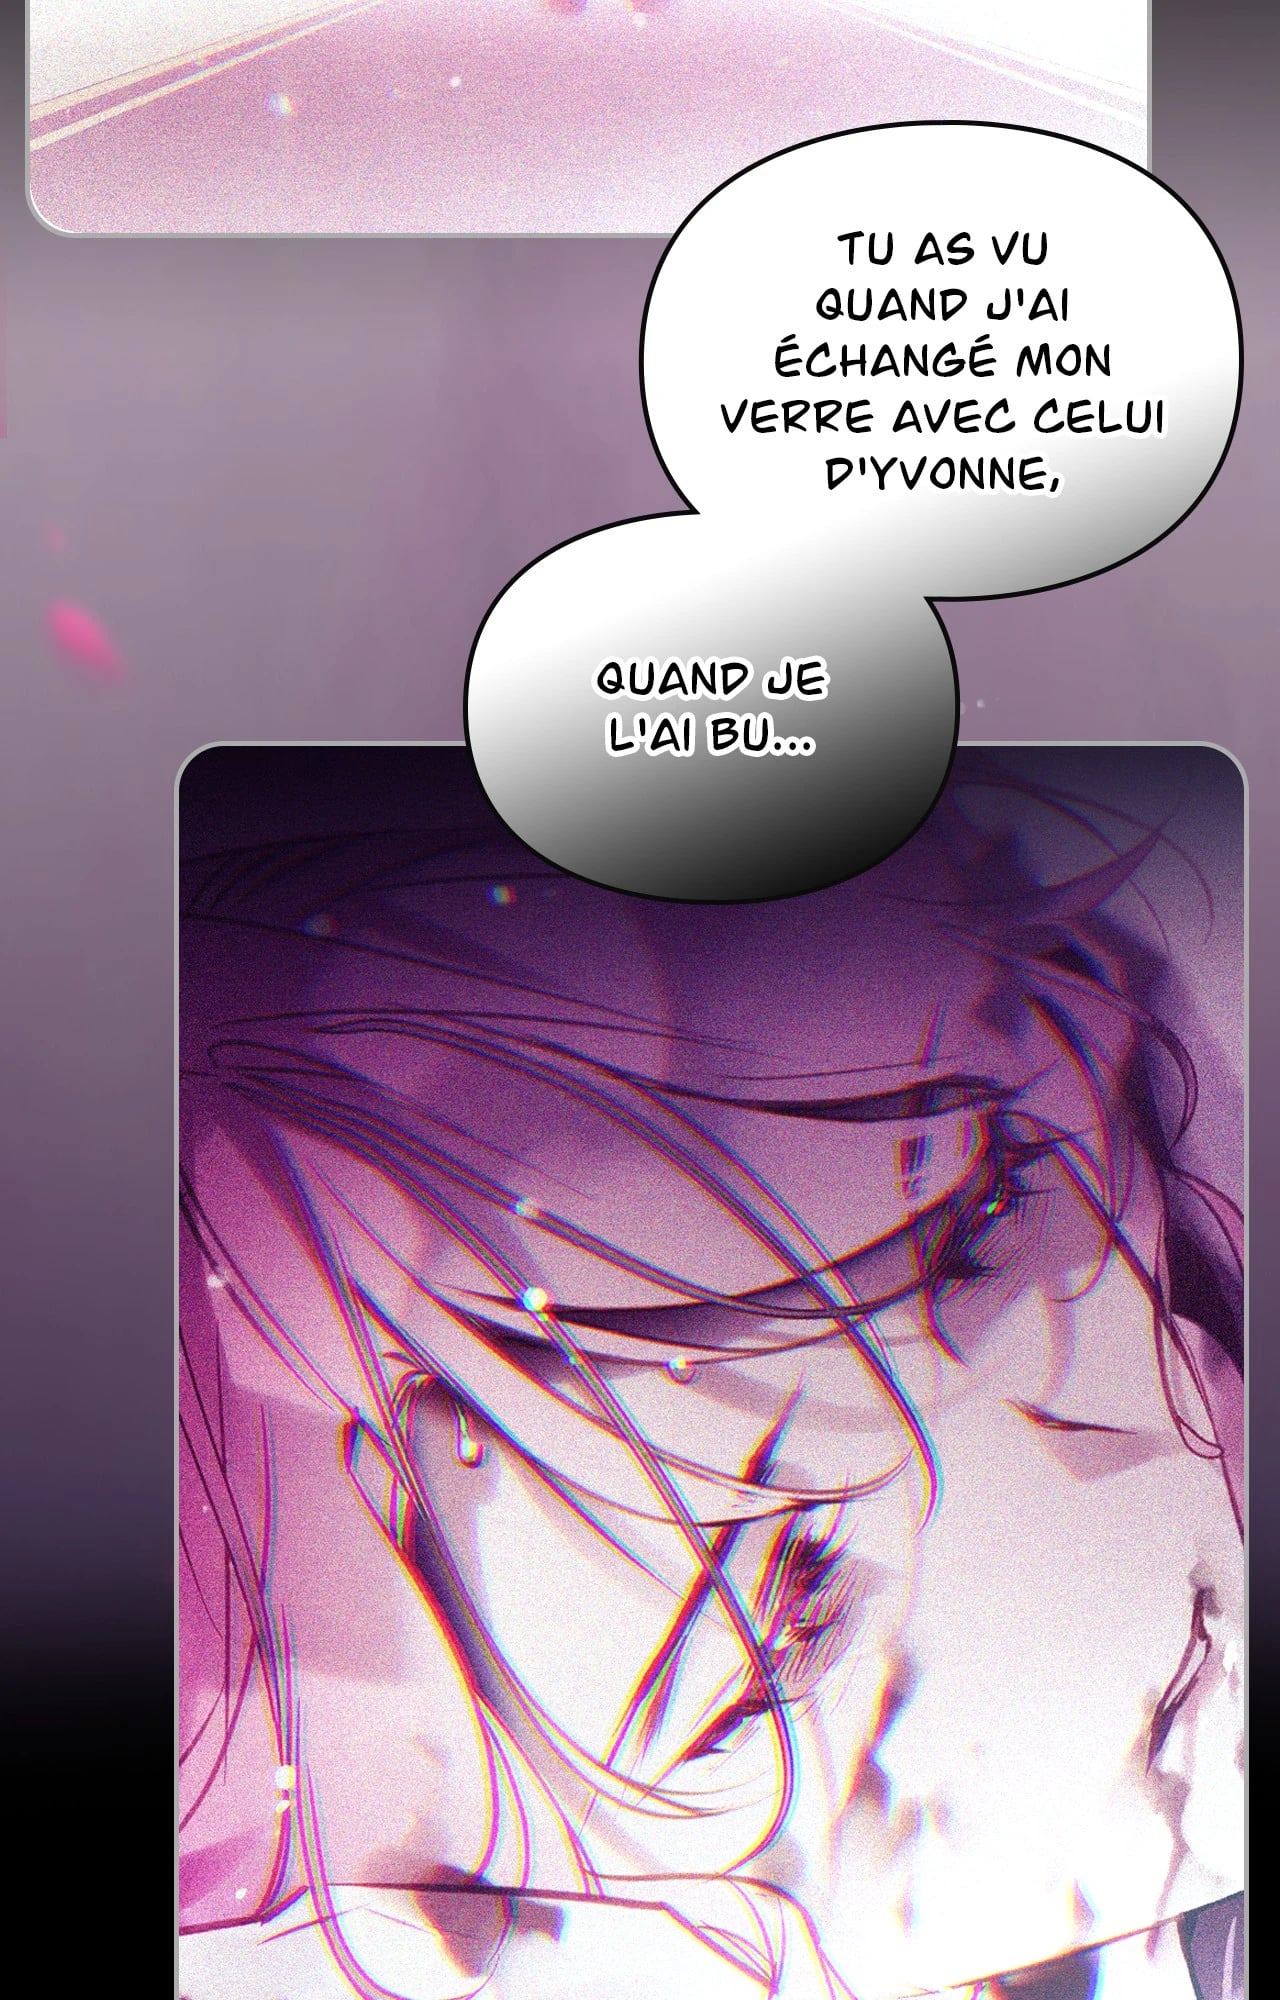 TU AS VU
QUAND J'AI
ÉCHANGÉ MON
VERRE AVEC CELUI
D'YVONNE,
QUAND JE
L'AI BU...